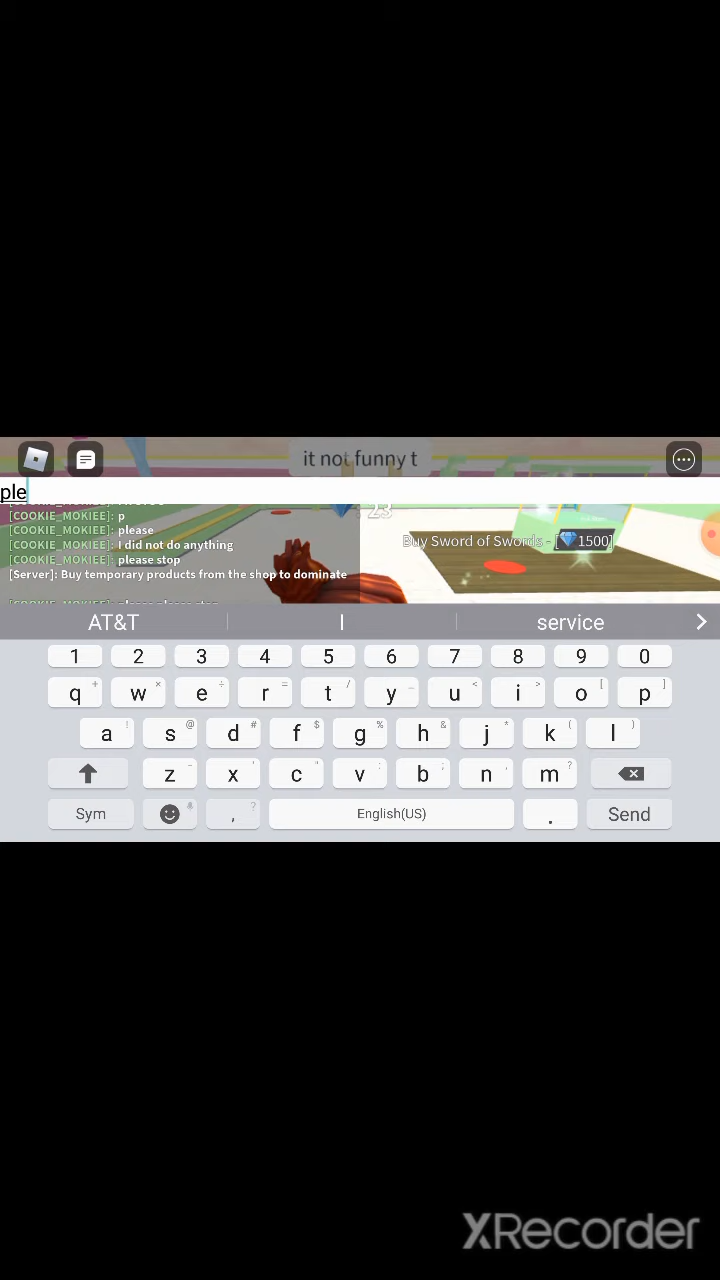 it not funny t
ple
[COOKIE_MOKIEE]: p
23
[COOKIE_MOKIEE]: please
[COOKIE_MOKIEE]: I did not do anything
Buy Sword of Swords - [1500]
[COOKIE_MOKIEE]: please stop
[Server]: Buy temporary products from the shop to dominate
AT&T I service
1 2 3 4 5 6 7 8 9 0
q w e r t y u i o p
a s d f g h j k l
z x c v b n m
Sym , English(US) . Send
XRecorder